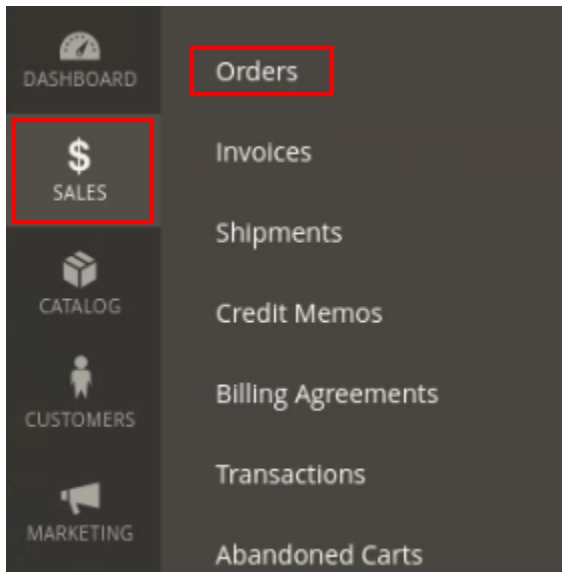 DASHBOARD
$
SALES
CATALOG
CUSTOMERS
MARKETING
Orders
Invoices
Shipments
Credit Memos
Billing Agreements
Transactions
Abandoned Carts